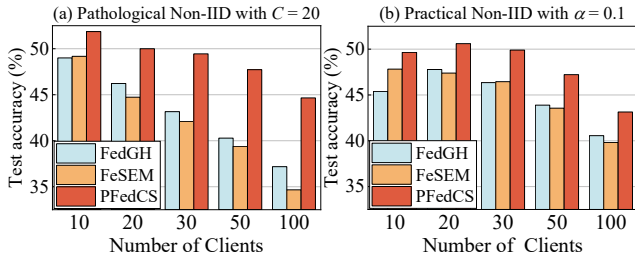 (a) Pathological Non-IID with C = 20
Test accuracy (%)
50
45
40
35
FedGH
FeSEM
PFedCS
10 20 30 50 100
Number of Clients
(b) Practical Non-IID with α = 0.1
Test accuracy (%)
50
45
40
35
FedGH
FeSEM
PFedCS
10 20 30 50 100
Number of Clients